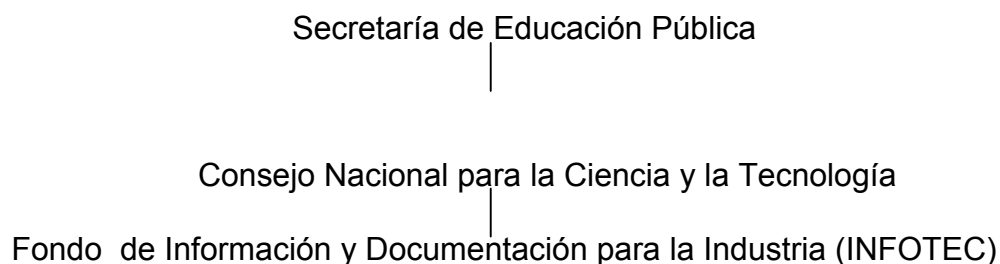 Secretaría de Educación Pública
Consejo Nacional para la Ciencia y la Tecnología
Fondo de Información y Documentación para la Industria (INFOTEC)